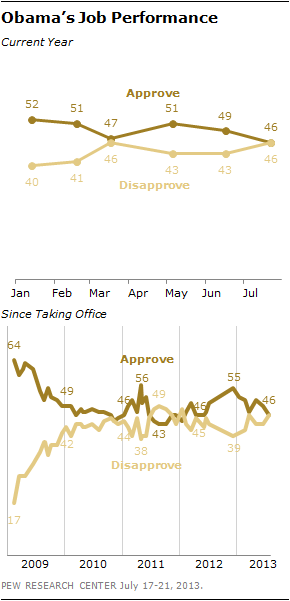 Obama's Job Performance
Current Year
Approve
52 51 47 51 49 46
40 41 46 43 43 46
Disapprove
Jan Feb Mar Apr May Jun Jul
Since Taking Office
64 49 56 43 46 55 46
Approve
17 42 44 38 49 45 39
Disapprove
2009 2010 2011 2012 2013
PEW RESEARCH CENTER July 17-21, 2013.